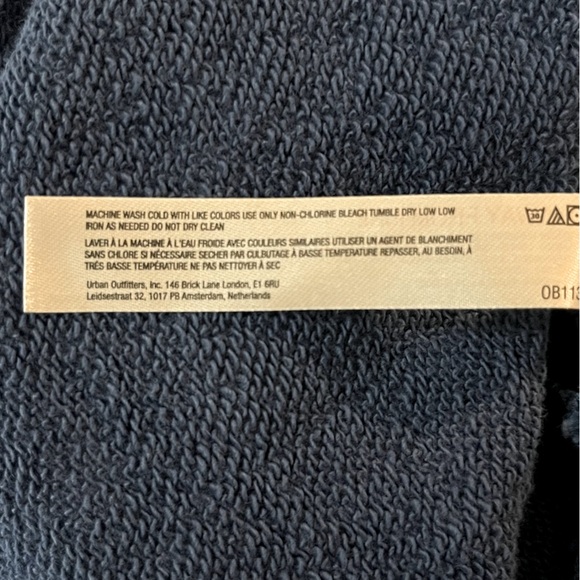 MACHINE WASH COLD WITH LIKE COLORS USE ONLY NON-CHLORINE BLEACH TUMBLE DRY LOW LOW
IRON AS NEEDED DO NOT DRY CLEAN
LAVER À LA MACHINE À L'EAU FROIDE AVEC COULEURS SIMILAIRES UTILISER UN AGENT DE BLANCHIMENT
SANS CHLORE SI NÉCESSAIRE SECHER PAR CULBUTAGE À BASSE TEMPERATURE REPASSER, AU BESOIN, À
TRÈS BASSE TEMPÉRATURE NE PAS NETTOYER À SEC
Urban Outfitters, Inc. 146 Brick Lane London, E1 6RU
Leidsestraat 32, 1017 PB Amsterdam, Netherlands
30
OB113